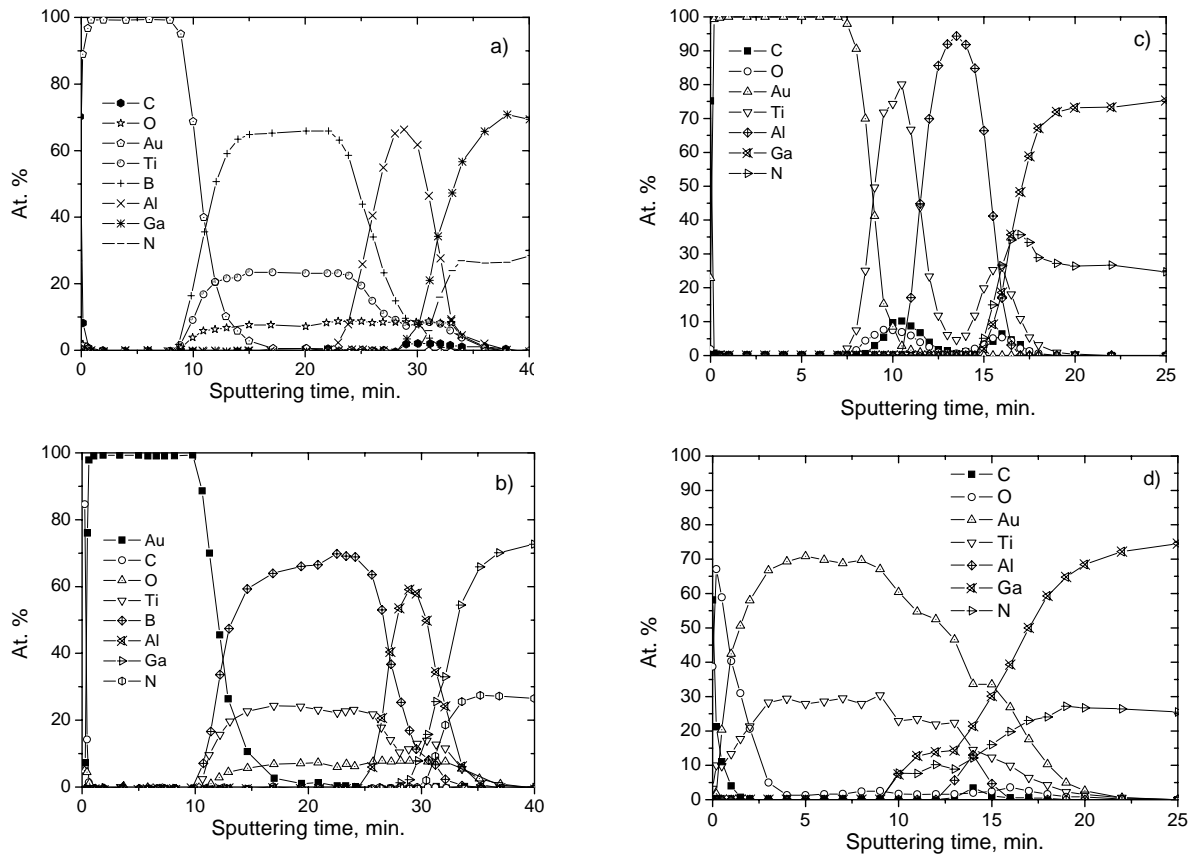 a)
100
80
60
40
20
0
At. %
C
O
Au
Ti
B
Al
Ga
N
0 10 20 30 40
Sputtering time, min.
c)
100
90
80
70
60
50
40
30
20
10
0
At. %
C
O
Au
Ti
Al
Ga
N
0 5 10 15 20 25
Sputtering time, min.
b)
100
80
60
40
20
0
At. %
Au
C
O
Ti
B
Al
Ga
N
0 10 20 30 40
Sputtering time, min.
d)
100
90
80
70
60
50
40
30
20
10
0
At. %
C
O
Au
Ti
Al
Ga
N
0 5 10 15 20 25
Sputtering time, min.